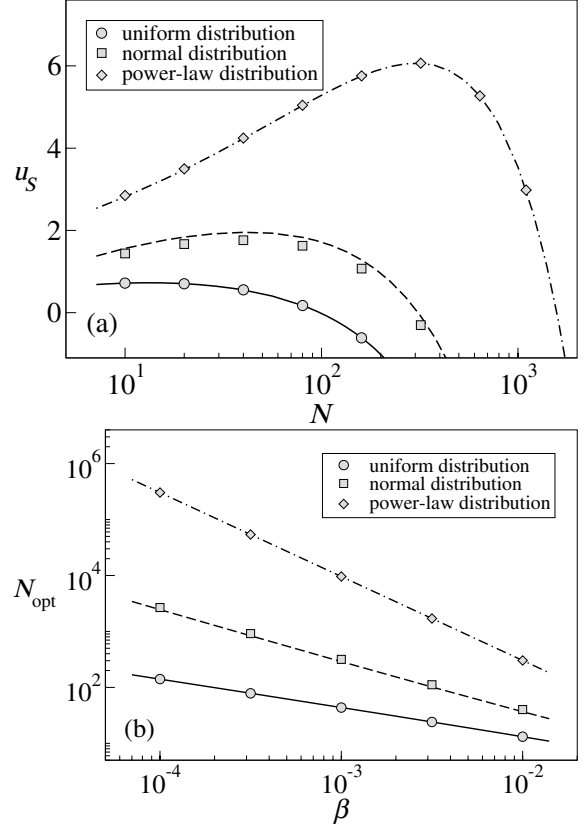 uniform distribution
normal distribution
power-law distribution
6
4
2
0
u_S
(a)
10^1
10^2
10^3
N
uniform distribution
normal distribution
power-law distribution
10^6
10^4
10^2
N_opt
(b)
10^-4
10^-3
10^-2
β